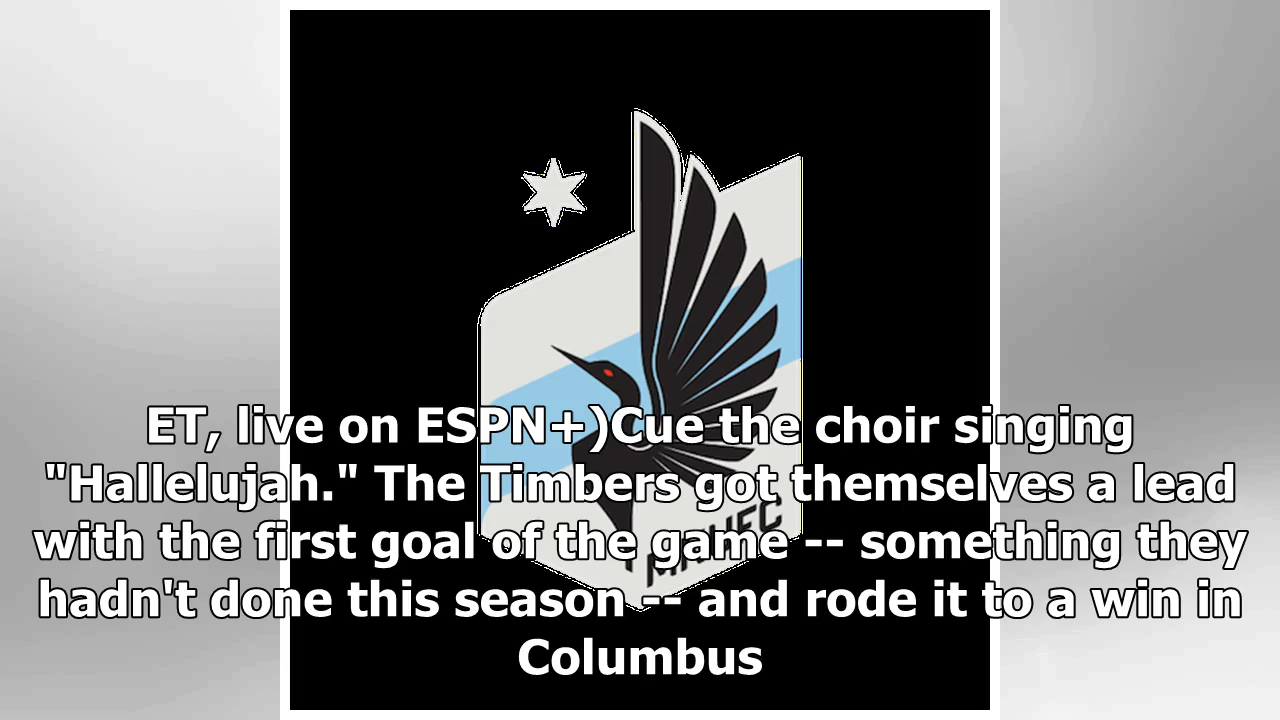 ET, live on ESPN+)Cue the choir singing
"Hallelujah." The Timbers got themselves a lead
with the first goal of the game -- something they
hadn't done this season -- and rode it to a win in
Columbus